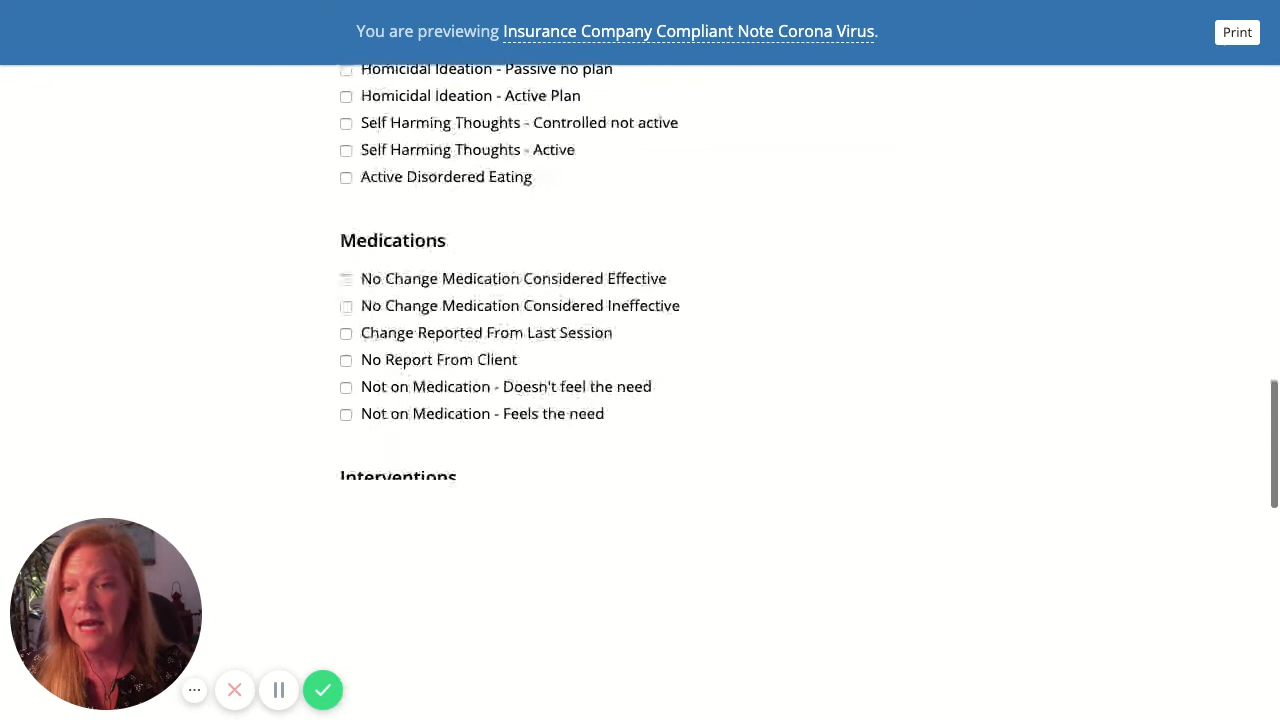 You are previewing Insurance Company Compliant Note Corona Virus.
Print
Homicidal Ideation - Passive no plan
Homicidal Ideation - Active Plan
Self Harming Thoughts - Controlled not active
Self Harming Thoughts - Active
Active Disordered Eating
Medications
No Change Medication Considered Effective
No Change Medication Considered Ineffective
Change Reported From Last Session
No Report From Client
Not on Medication - Doesn't feel the need
Not on Medication - Feels the need
Interventions